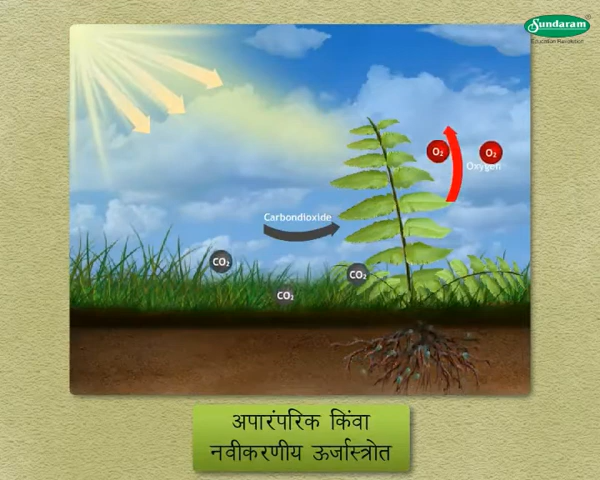 Sundaram
Education Revolution
O₂
O₂
Oxygen
Carbondioxide
CO₂
CO₂
CO₂
अपारंपरिक किंवा
नवीकरणीय ऊर्जास्त्रोत